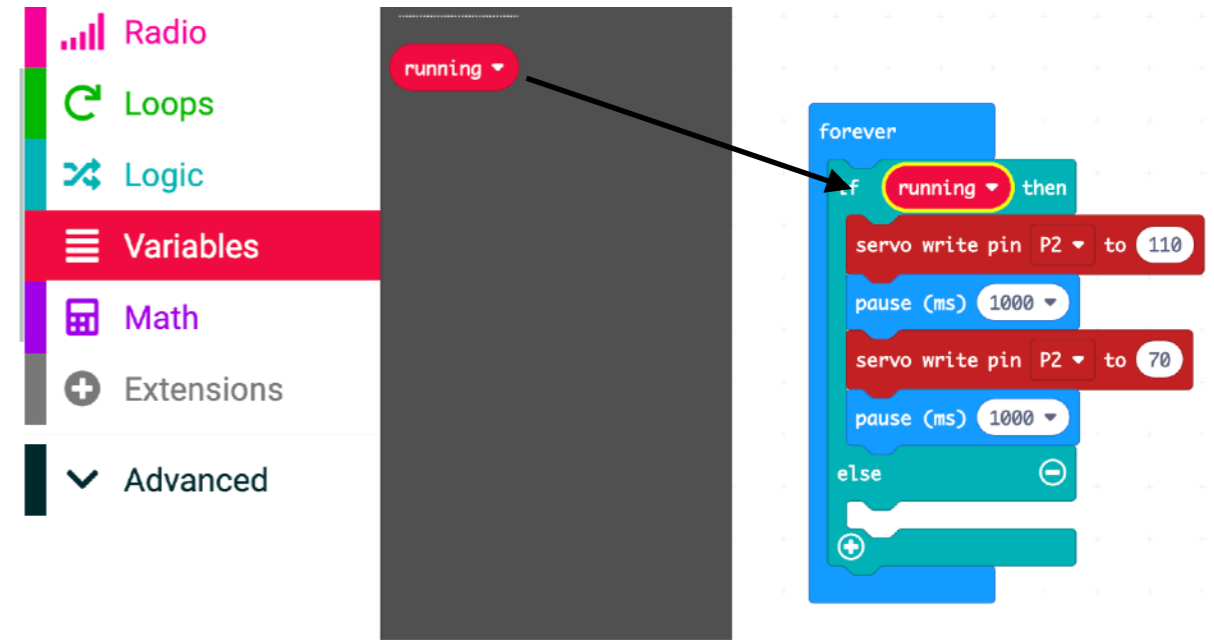 Radio
Loops
Logic
Variables
Math
Extensions
Advanced
running
forever
if running then
servo write pin P2 to 110
pause (ms) 1000
servo write pin P2 to 70
pause (ms) 1000
else